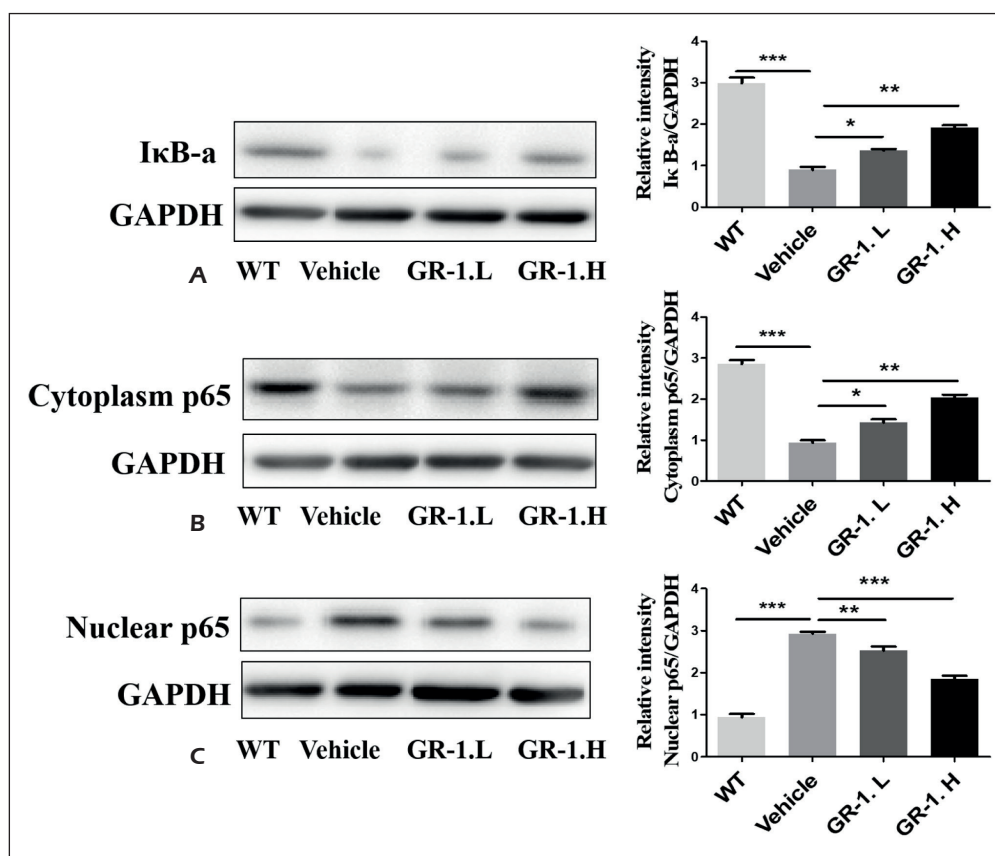 IκB-a
GAPDH
A
WT Vehicle GR-1.L GR-1.H
Relative intensity
Iκ B-a/GAPDH
4
3
2
1
0
***
*
**
WT
Vehicle
GR-1. L
GR-1. H
Cytoplasm p65
GAPDH
B
WT Vehicle GR-1.L GR-1.H
Relative intensity
Cytoplasm p65/GAPDH
4
3
2
1
0
***
*
**
WT
Vehicle
GR-1. L
GR-1. H
Nuclear p65
GAPDH
C
WT Vehicle GR-1.L GR-1.H
Relative intensity
Nuclear p65/GAPDH
4
3
2
1
0
***
**
***
WT
Vehicle
GR-1. L
GR-1. H